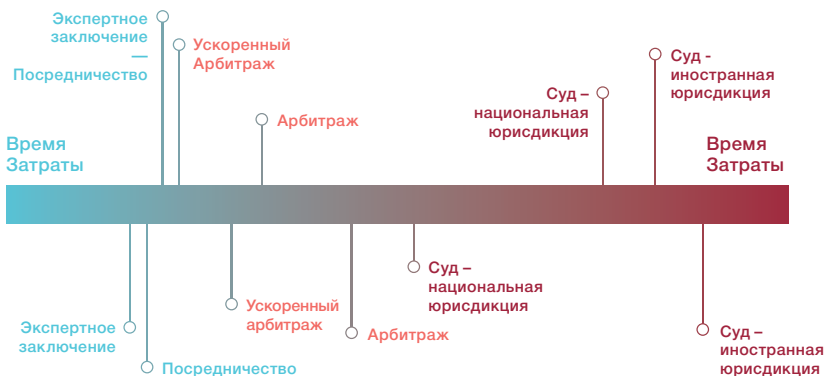 Экспертное
заключение
—
Посредничество
Ускоренный
Арбитраж
Арбитраж
Суд –
национальная
юрисдикция
Суд -
иностранная
юрисдикция
Время
Затраты
Время
Затраты
Экспертное
заключение
Посредничество
Ускоренный
арбитраж
Арбитраж
Суд –
национальная
юрисдикция
Суд –
иностранная
юрисдикция